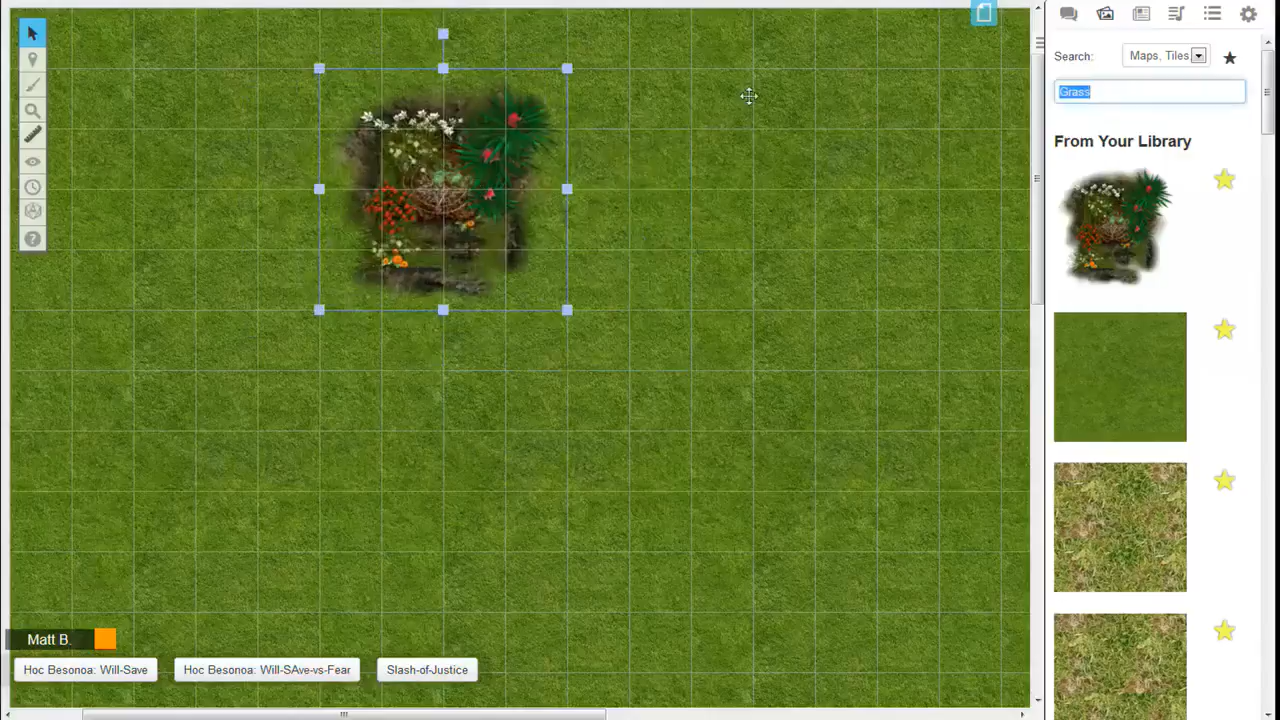 Search:
Maps, Tiles
Grass
From Your Library
Matt B.
Hoc Besonoa: Will-Save
Hoc Besonoa: Will-SAve-vs-Fear
Slash-of-Justice